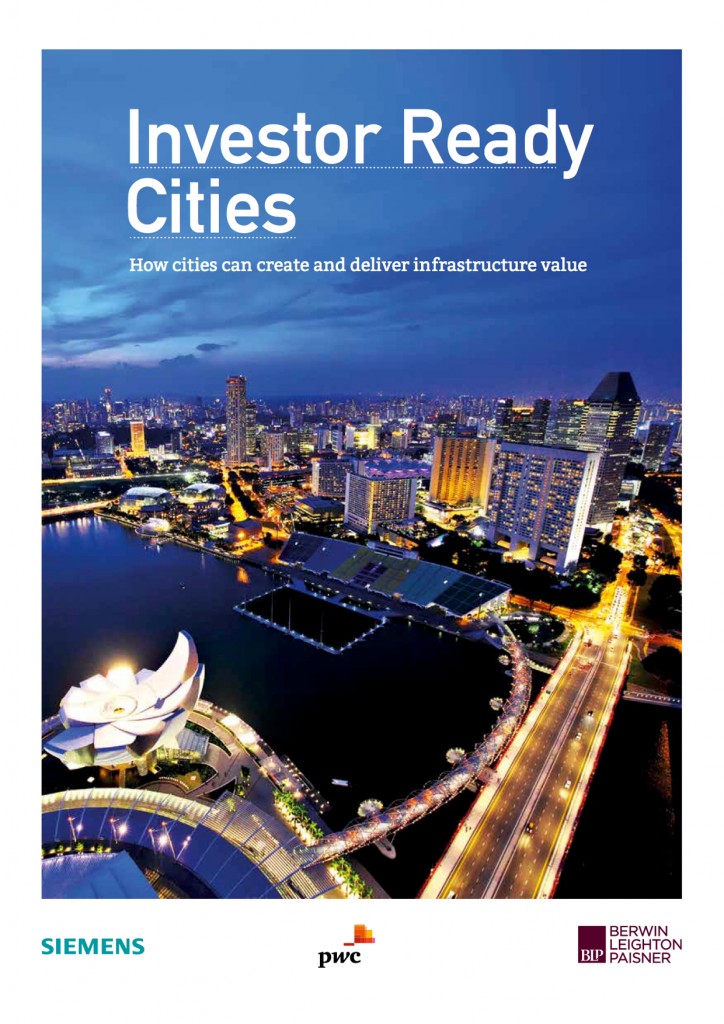 Investor Ready
Cities
How cities can create and deliver infrastructure value
SIEMENS
pwc
BLP
BERWIN
LEIGHTON
PAISNER